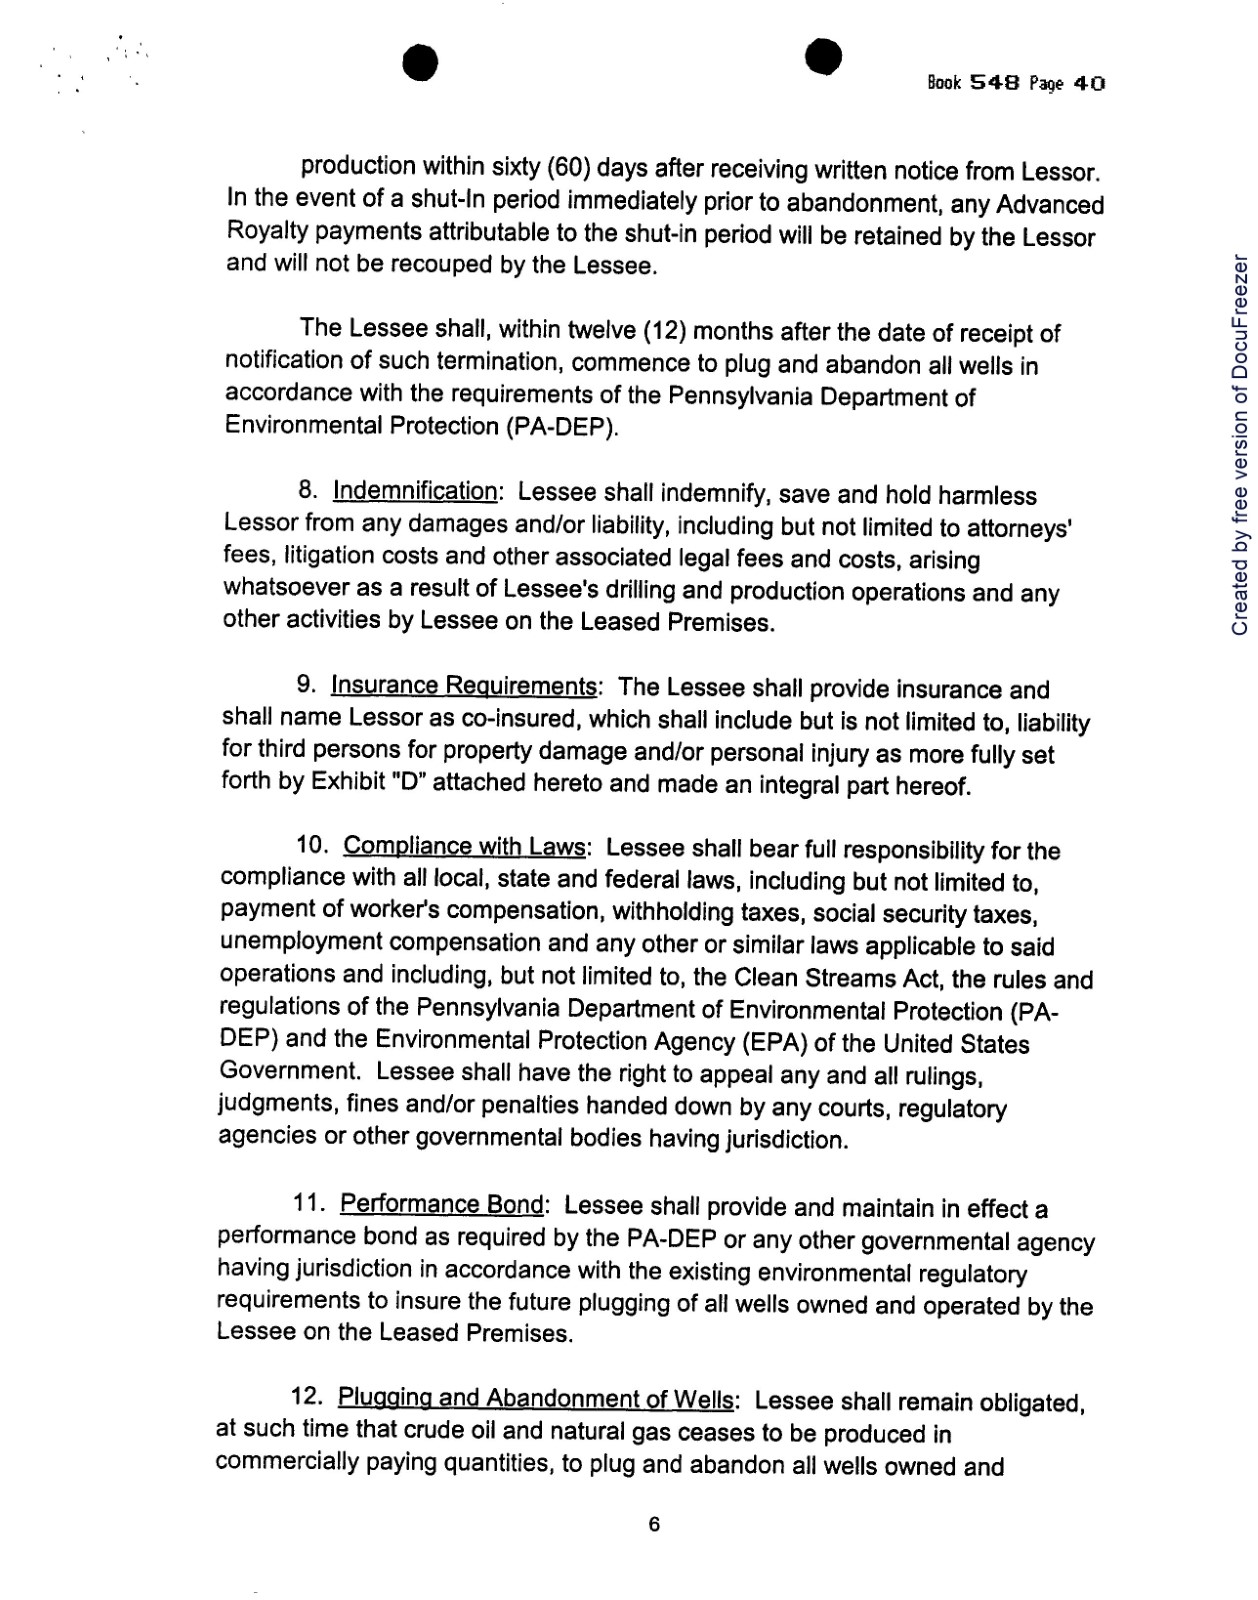 Book 548 Page 40
production within sixty (60) days after receiving written notice from Lessor.
In the event of a shut-In period immediately prior to abandonment, any Advanced
Royalty payments attributable to the shut-in period will be retained by the Lessor
and will not be recouped by the Lessee.
The Lessee shall, within twelve (12) months after the date of receipt of
notification of such termination, commence to plug and abandon all wells in
accordance with the requirements of the Pennsylvania Department of
Environmental Protection (PA-DEP).
8. Indemnification: Lessee shall indemnify, save and hold harmless
Lessor from any damages and/or liability, including but not limited to attorneys'
fees, litigation costs and other associated legal fees and costs, arising
whatsoever as a result of Lessee's drilling and production operations and any
other activities by Lessee on the Leased Premises.
9. Insurance Requirements: The Lessee shall provide insurance and
shall name Lessor as co-insured, which shall include but is not limited to, liability
for third persons for property damage and/or personal injury as more fully set
forth by Exhibit "D" attached hereto and made an integral part hereof.
10. Compliance with Laws: Lessee shall bear full responsibility for the
compliance with all local, state and federal laws, including but not limited to,
payment of worker's compensation, withholding taxes, social security taxes,
unemployment compensation and any other or similar laws applicable to said
operations and including, but not limited to, the Clean Streams Act, the rules and
regulations of the Pennsylvania Department of Environmental Protection (PA-
DEP) and the Environmental Protection Agency (EPA) of the United States
Government. Lessee shall have the right to appeal any and all rulings,
judgments, fines and/or penalties handed down by any courts, regulatory
agencies or other governmental bodies having jurisdiction.
11. Performance Bond: Lessee shall provide and maintain in effect a
performance bond as required by the PA-DEP or any other governmental agency
having jurisdiction in accordance with the existing environmental regulatory
requirements to insure the future plugging of all wells owned and operated by the
Lessee on the Leased Premises.
12. Plugging and Abandonment of Wells: Lessee shall remain obligated,
at such time that crude oil and natural gas ceases to be produced in
commercially paying quantities, to plug and abandon all wells owned and
6
Created by free version of DocuFreezer